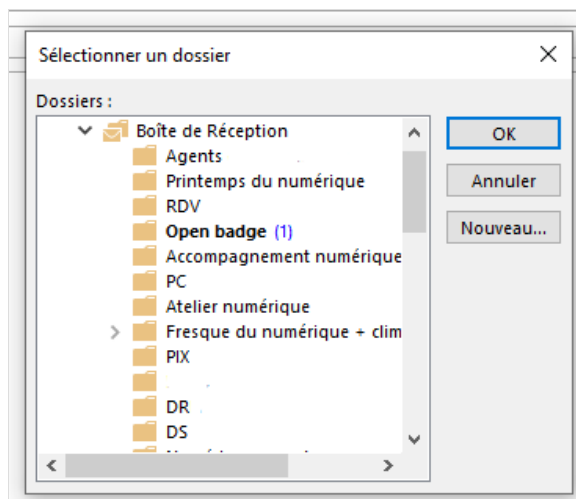 Sélectionner un dossier
Dossiers :
Boîte de Réception
Agents
Printemps du numérique
RDV
Open badge (1)
Accompagnement numérique
PC
Atelier numérique
Fresque du numérique + clim
PIX
DR
DS
OK
Annuler
Nouveau...